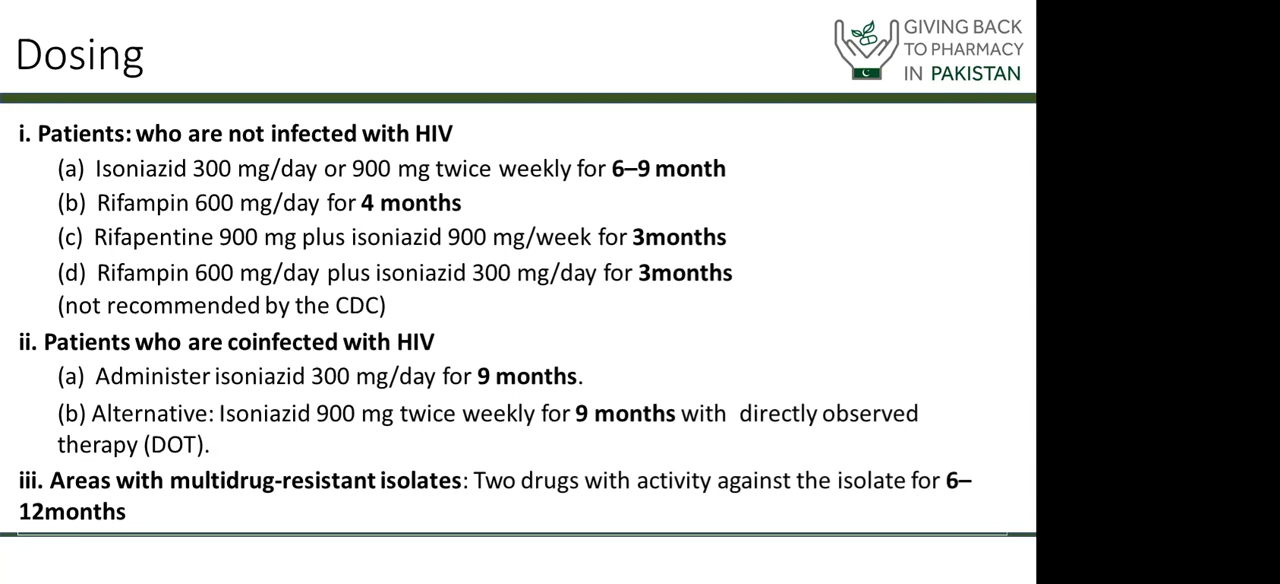 Dosing
GIVING BACK
TO PHARMACY
IN PAKISTAN
i. Patients: who are not infected with HIV
(a) Isoniazid 300 mg/day or 900 mg twice weekly for 6–9 month
(b) Rifampin 600 mg/day for 4 months
(c) Rifapentine 900 mg plus isoniazid 900 mg/week for 3months
(d) Rifampin 600 mg/day plus isoniazid 300 mg/day for 3months
(not recommended by the CDC)
ii. Patients who are coinfected with HIV
(a) Administer isoniazid 300 mg/day for 9 months.
(b) Alternative: Isoniazid 900 mg twice weekly for 9 months with directly observed
therapy (DOT).
iii. Areas with multidrug-resistant isolates: Two drugs with activity against the isolate for 6–
12months